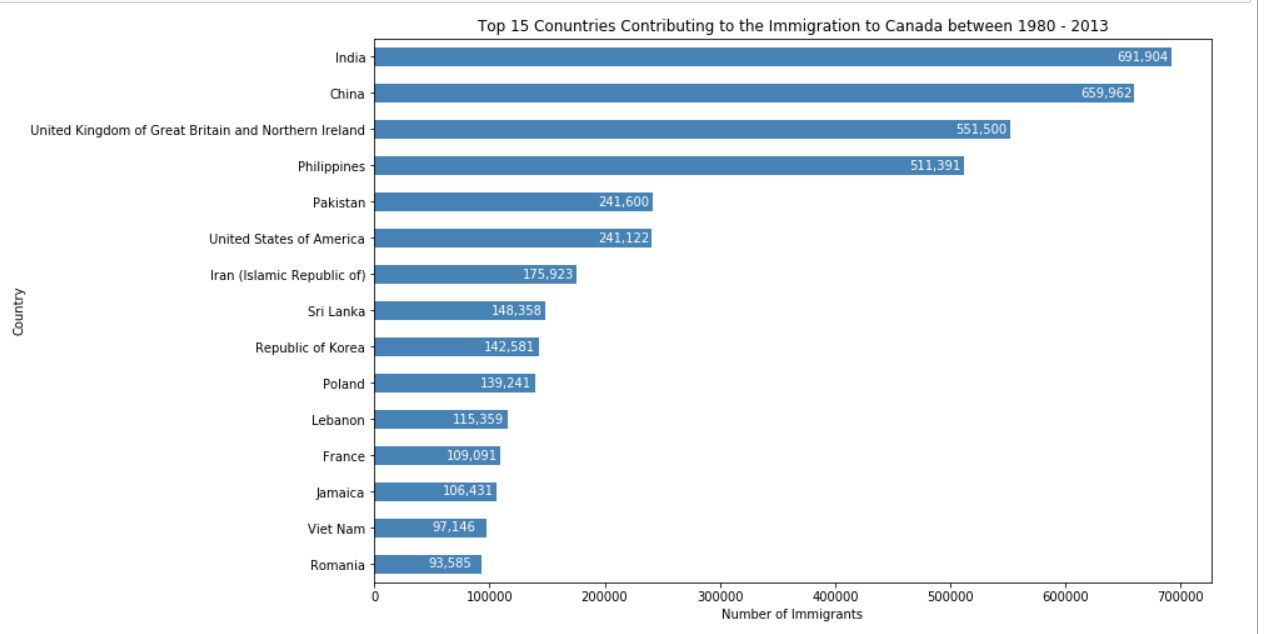 Top 15 Conuntries Contributing to the Immigration to Canada between 1980 - 2013
India 691,904
China 659,962
United Kingdom of Great Britain and Northern Ireland 551,500
Philippines 511,391
Pakistan 241,600
United States of America 241,122
Iran (Islamic Republic of) 175,923
Sri Lanka 148,358
Republic of Korea 142,581
Poland 139,241
Lebanon 115,359
France 109,091
Jamaica 106,431
Viet Nam 97,146
Romania 93,585
Country
0 100000 200000 300000 400000 500000 600000 700000
Number of Immigrants